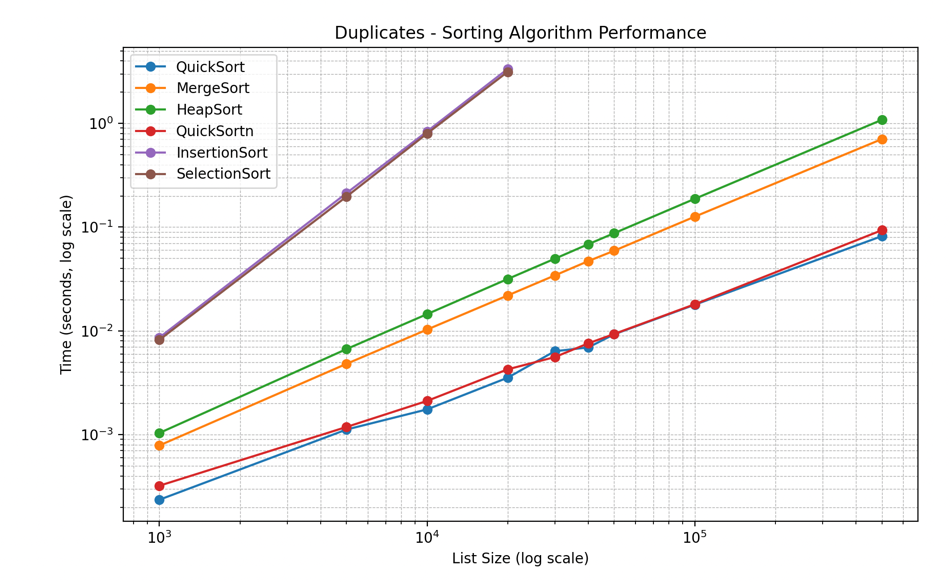 Duplicates - Sorting Algorithm Performance
QuickSort
MergeSort
HeapSort
QuickSortn
InsertionSort
SelectionSort
Time (seconds, log scale)
10⁰
10⁻¹
10⁻²
10⁻³
10³ 10⁴ 10⁵
List Size (log scale)